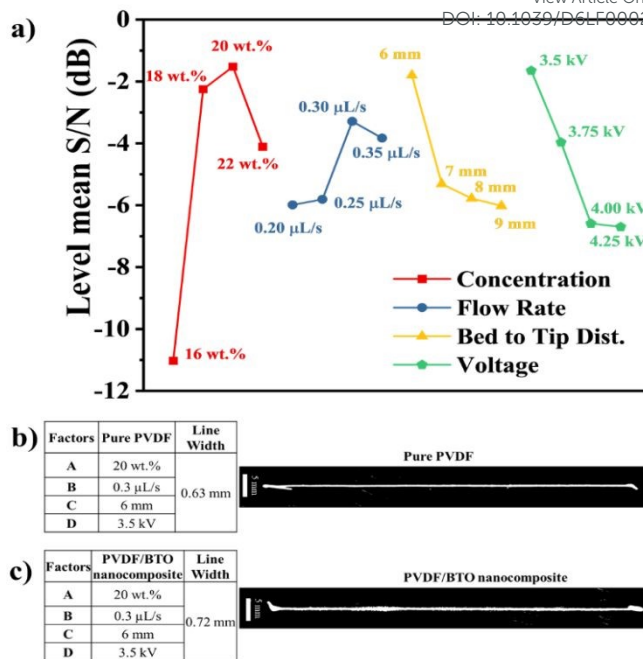 View Article On
DOI: 10.1039/D6LF0002
a)
Level mean S/N (dB)
0
-2
-4
-6
-8
-10
-12
16 wt.%
18 wt.%
20 wt.%
22 wt.%
0.20 μL/s
0.25 μL/s
0.30 μL/s
0.35 μL/s
6 mm
7 mm
8 mm
9 mm
3.5 kV
3.75 kV
4.00 kV
4.25 kV
Concentration
Flow Rate
Bed to Tip Dist.
Voltage
b)
Factors Pure PVDF Line Width
A 20 wt.%
B 0.3 μL/s
C 6 mm
D 3.5 kV
0.63 mm
Pure PVDF
5 mm
c)
Factors PVDF/BTO nanocomposite Line Width
A 20 wt.%
B 0.3 μL/s
C 6 mm
D 3.5 kV
0.72 mm
PVDF/BTO nanocomposite
5 mm